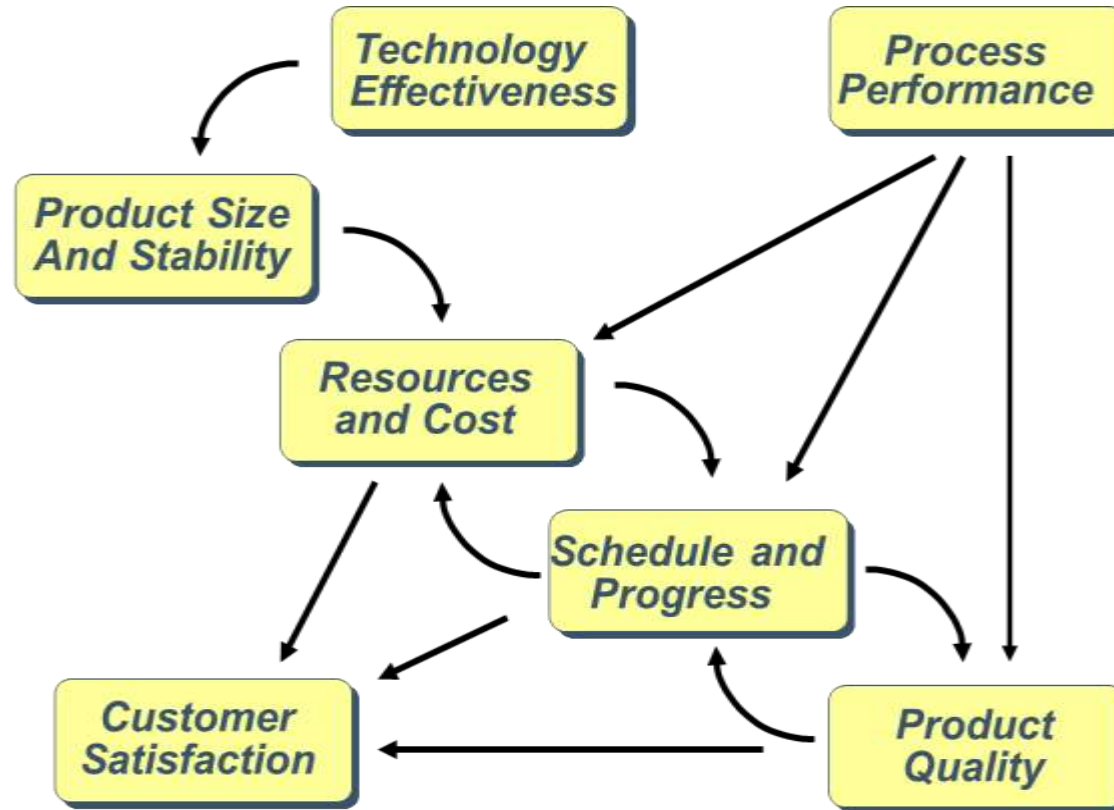 Technology
Effectiveness
Process
Performance
Product Size
And Stability
Resources
and Cost
Schedule and
Progress
Customer
Satisfaction
Product
Quality